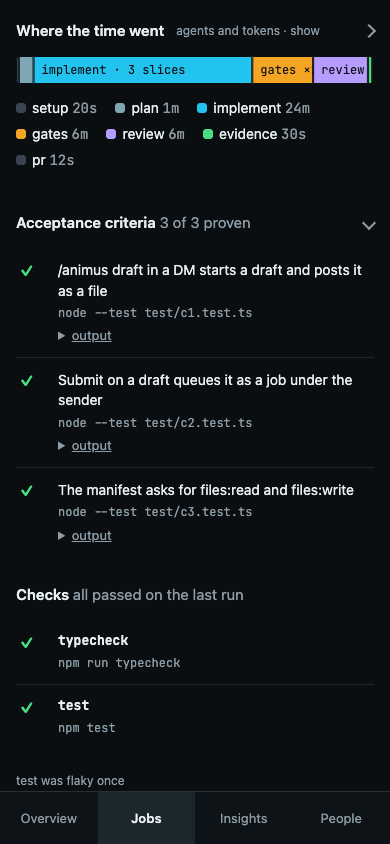 Where the time went agents and tokens · show
implement · 3 slices gates × review
setup 20s plan 1m implement 24m
gates 6m review 6m evidence 30s
pr 12s
Acceptance criteria 3 of 3 proven
/animus draft in a DM starts a draft and posts it
as a file
node --test test/c1.test.ts
output
Submit on a draft queues it as a job under the
sender
node --test test/c2.test.ts
output
The manifest asks for files:read and files:write
node --test test/c3.test.ts
output
Checks all passed on the last run
typecheck
npm run typecheck
test
npm test
test was flaky once
Overview Jobs Insights People